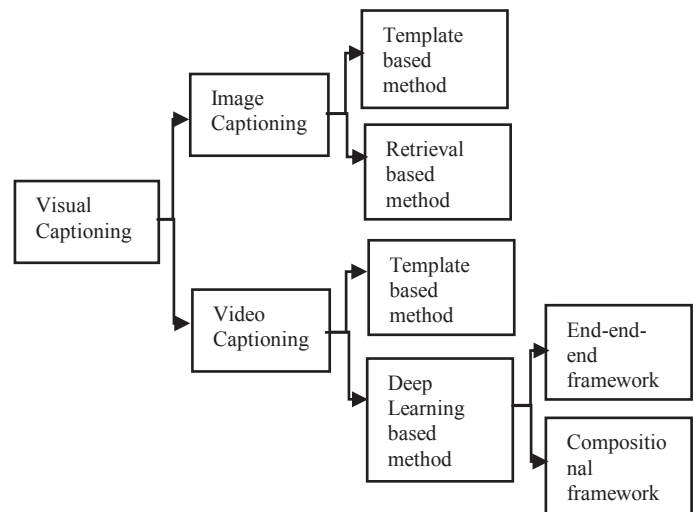 Template
based
method
Image
Captioning
Retrieval
based
method
Visual
Captioning
Template
based
method
Video
Captioning
End-end-
end
framework
Deep
Learning
based
method
Compositio
nal
framework